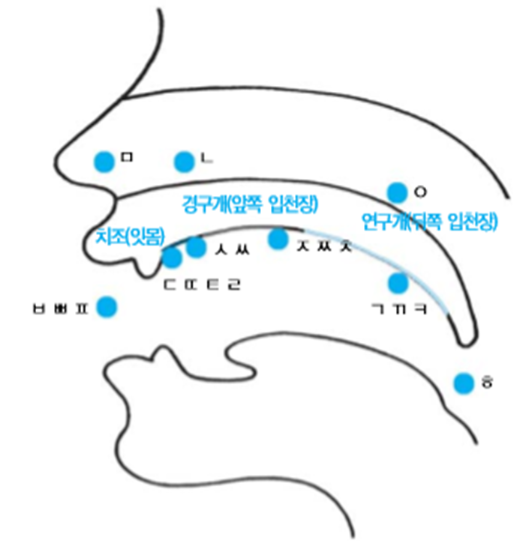 ㅁ
ㄴ
ㅇ
경구개(앞쪽 입천장)
연구개(뒤쪽 입천장)
치조(잇몸)
ㅅ ㅆ
ㅈ ㅉ ㅊ
ㄷ ㄸ ㅌ ㄹ
ㅂ ㅃ ㅍ
ㄱ ㄲ ㅋ
ㅎ